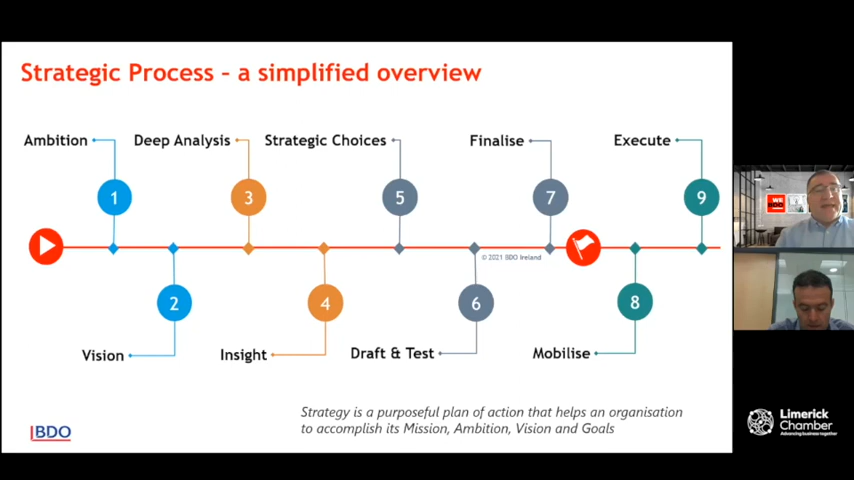 Strategic Process – a simplified overview
Ambition
Deep Analysis
Strategic Choices
Finalise
Execute
1
3
5
7
9
© 2021 BDO Ireland
2
4
6
8
Vision
Insight
Draft & Test
Mobilise
Strategy is a purposeful plan of action that helps an organisation
to accomplish its Mission, Ambition, Vision and Goals
BDO
WE
BDO
Limerick
Chamber
Advancing business together